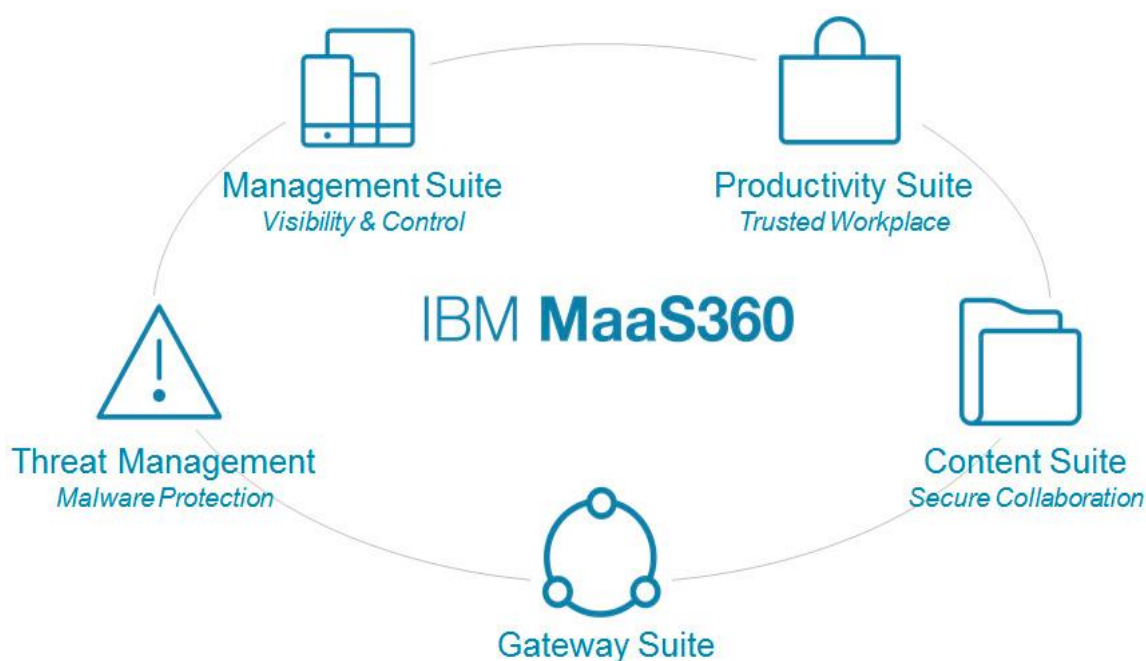 Management Suite
Visibility & Control
Productivity Suite
Trusted Workplace
IBM MaaS360
Threat Management
Malware Protection
Content Suite
Secure Collaboration
Gateway Suite